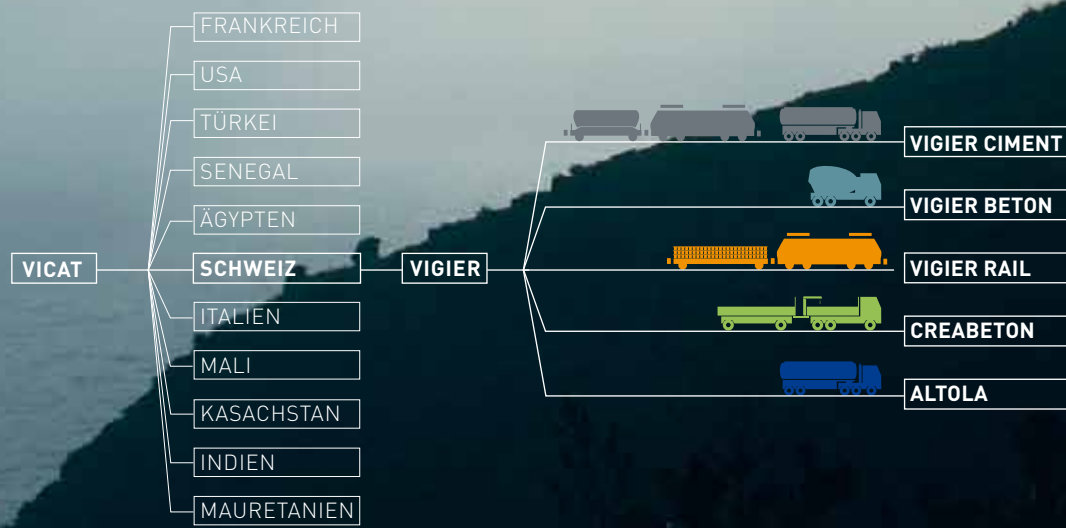 VICAT
FRANKREICH
USA
TÜRKEI
SENEGAL
ÄGYPTEN
SCHWEIZ
ITALIEN
MALI
KASACHSTAN
INDIEN
MAURETANIEN
VIGIER
VIGIER CIMENT
VIGIER BETON
VIGIER RAIL
CREABETON
ALTOLA